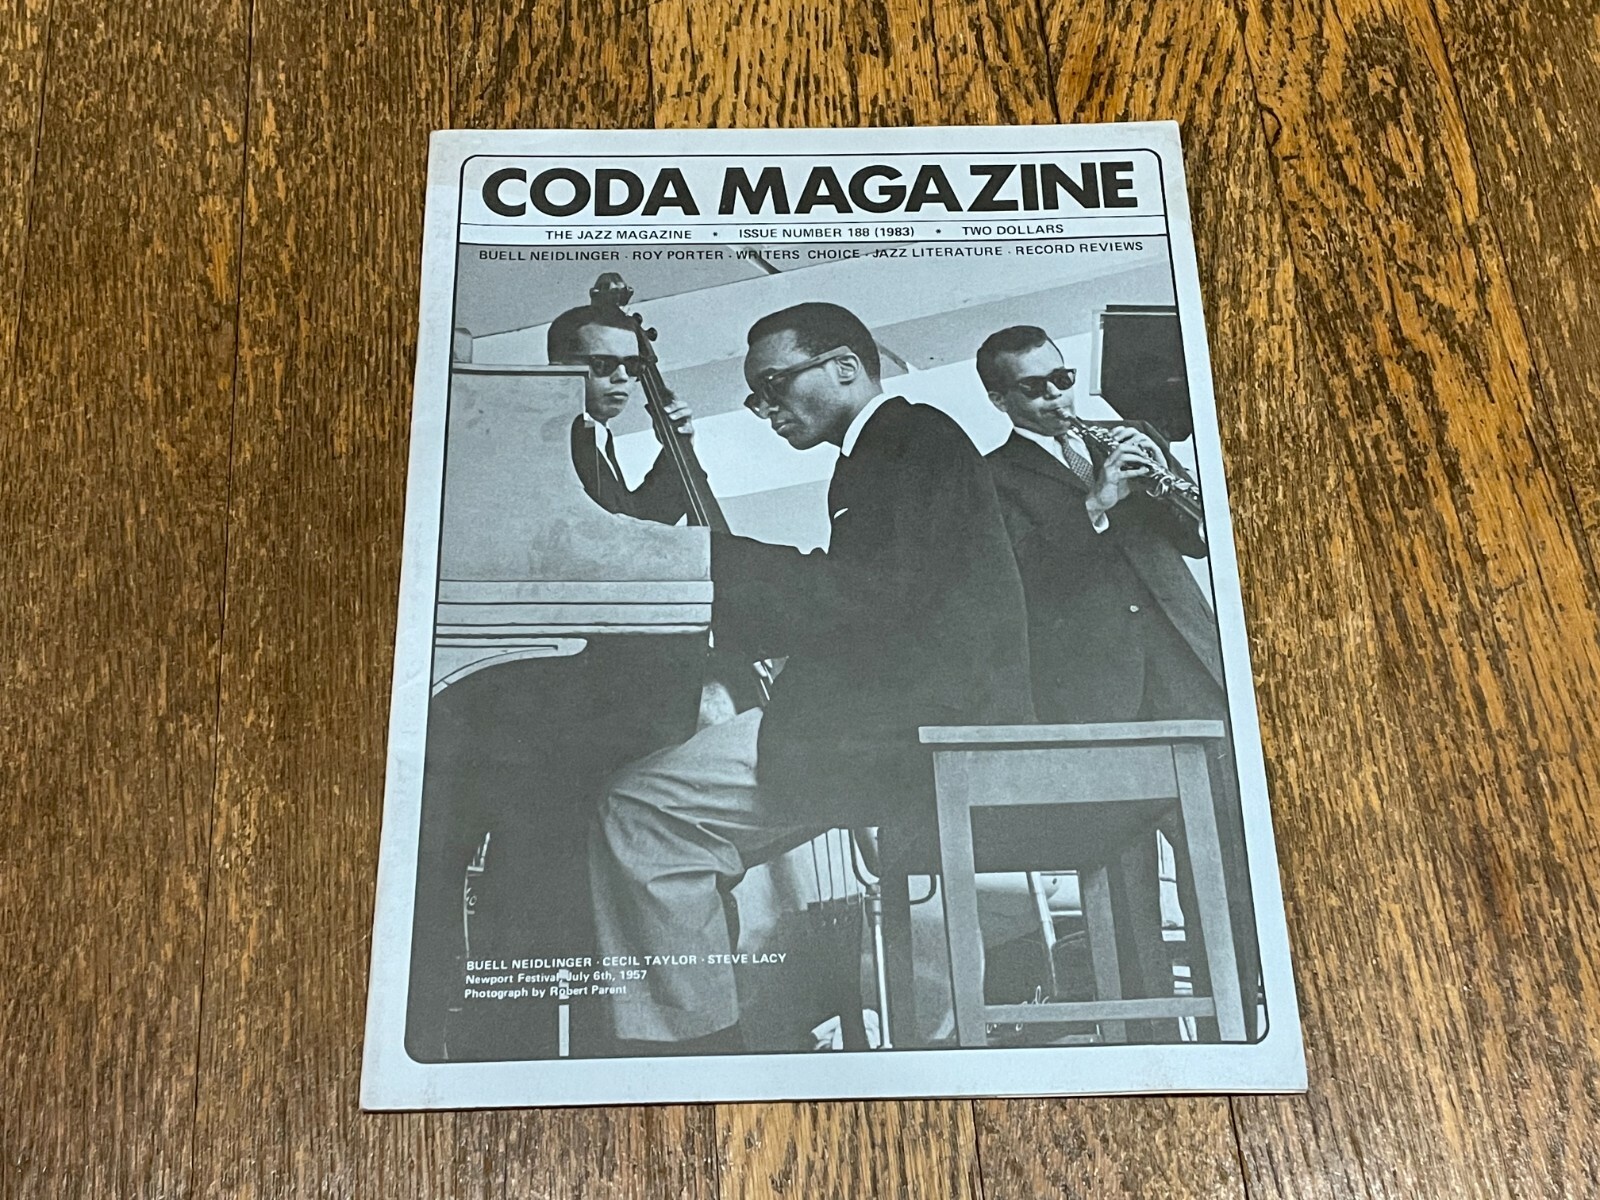 CODA MAGAZINE
THE JAZZ MAGAZINE • ISSUE NUMBER 188 (1983) • TWO DOLLARS
BUELL NEIDLINGER · ROY PORTER · WRITERS CHOICE · JAZZ LITERATURE · RECORD REVIEWS
BUELL NEIDLINGER · CECIL TAYLOR · STEVE LACY
Newport Festival July 6th, 1957
Photograph by Robert Parent